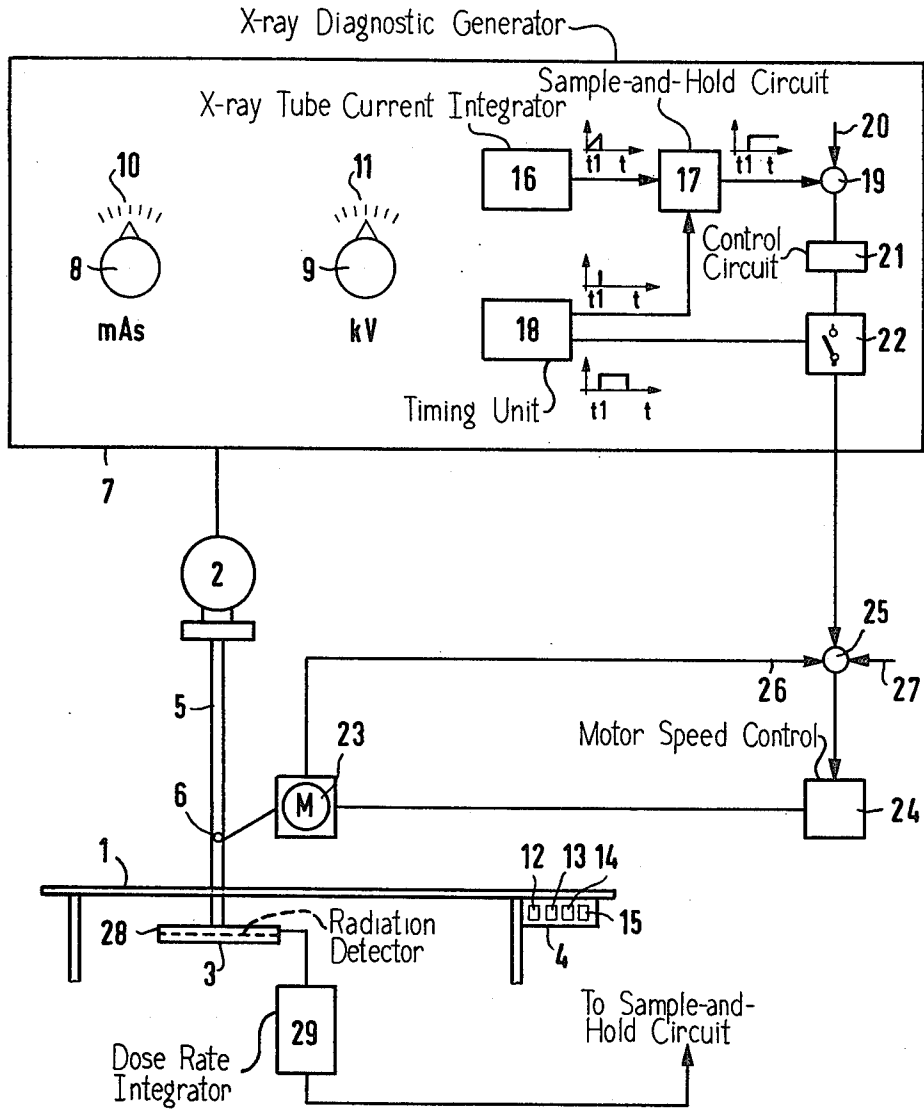 X-ray Diagnostic Generator
Sample-and-Hold Circuit
X-ray Tube Current Integrator
20
10
11
16
t1 t
17
t1 t
19
8
9
Control
Circuit
21
t1 t
mAs
kV
18
22
t1 t
Timing Unit
7
2
25
26
27
5
23
Motor Speed Control
6
M
24
1
12 13 14
28
Radiation
Detector
15
3
4
29
To Sample-and-
Hold Circuit
Dose Rate
Integrator